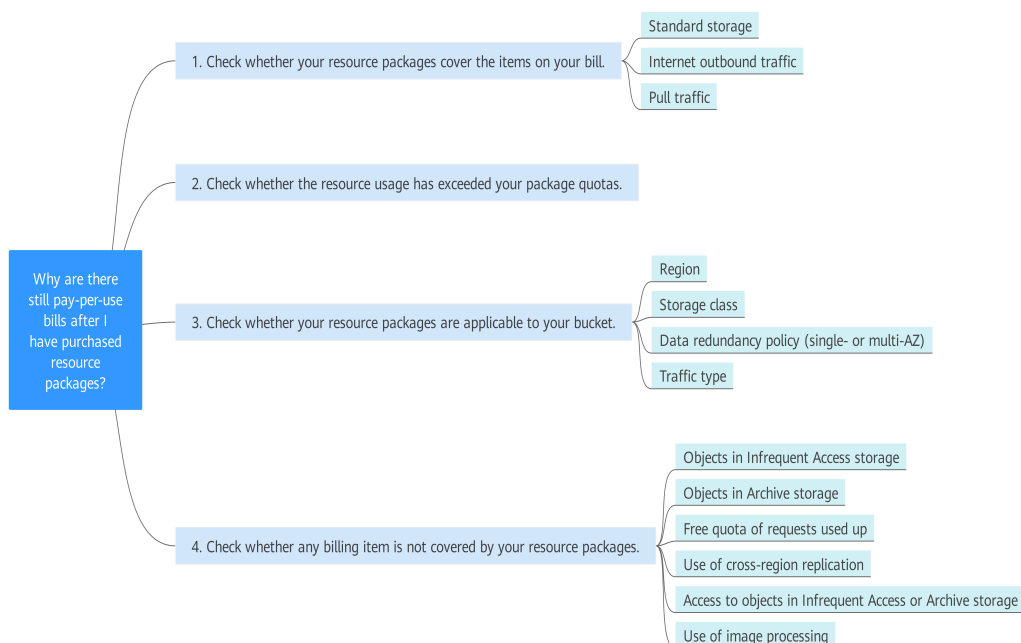 Why are there
still pay-per-use
bills after I
have purchased
resource
packages?
1. Check whether your resource packages cover the items on your bill.
Standard storage
Internet outbound traffic
Pull traffic
2. Check whether the resource usage has exceeded your package quotas.
3. Check whether your resource packages are applicable to your bucket.
Region
Storage class
Data redundancy policy (single- or multi-AZ)
Traffic type
4. Check whether any billing item is not covered by your resource packages.
Objects in Infrequent Access storage
Objects in Archive storage
Free quota of requests used up
Use of cross-region replication
Access to objects in Infrequent Access or Archive storage
Use of image processing